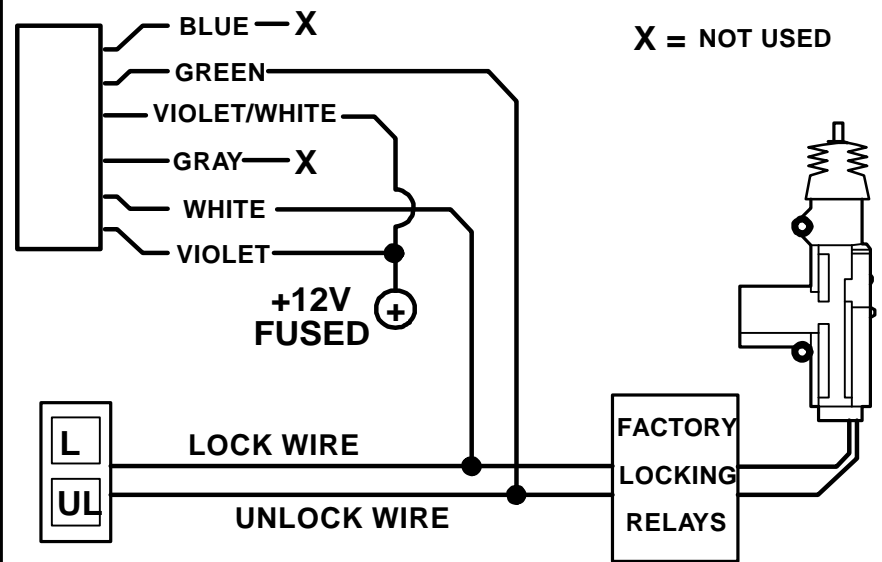 BLUE X
X = NOT USED
GREEN
VIOLET/WHITE
GRAY X
WHITE
VIOLET
+12V
FUSED
+
L
LOCK WIRE
UL
UNLOCK WIRE
FACTORY
LOCKING
RELAYS